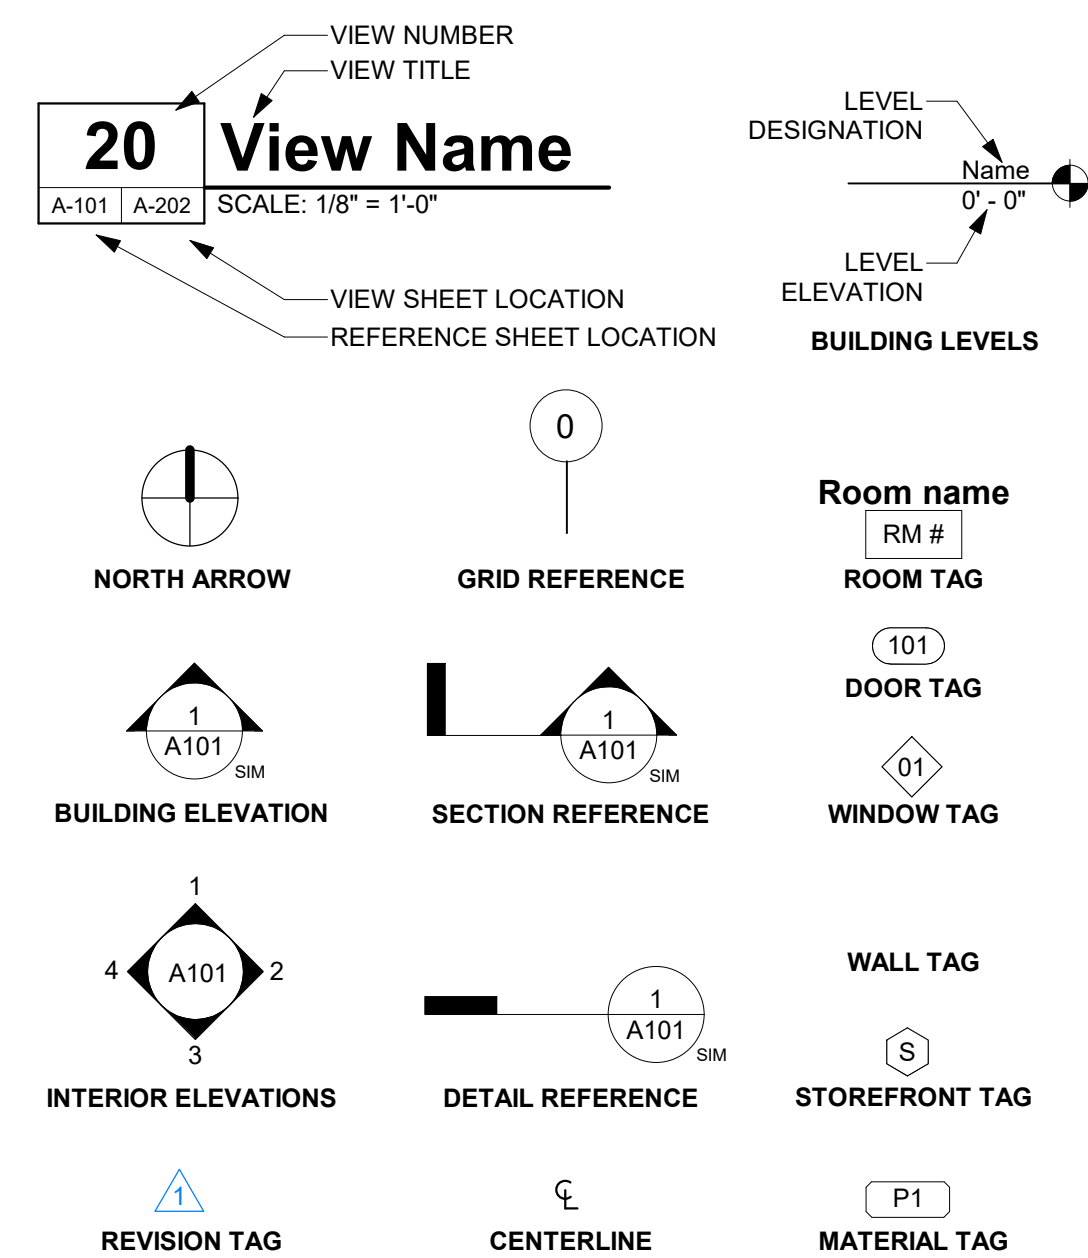 VIEW NUMBER
VIEW TITLE
20
View Name
A-101
A-202
SCALE: 1/8" = 1'-0"
VIEW SHEET LOCATION
REFERENCE SHEET LOCATION
LEVEL
DESIGNATION
Name
0' - 0"
LEVEL
ELEVATION
BUILDING LEVELS
NORTH ARROW
0
GRID REFERENCE
Room name
RM #
ROOM TAG
101
DOOR TAG
1
A101
SIM
BUILDING ELEVATION
1
A101
SIM
SECTION REFERENCE
01
WINDOW TAG
1
4
A101
2
3
INTERIOR ELEVATIONS
1
A101
SIM
DETAIL REFERENCE
WALL TAG
S
STOREFRONT TAG
1
REVISION TAG
℄
CENTERLINE
P1
MATERIAL TAG